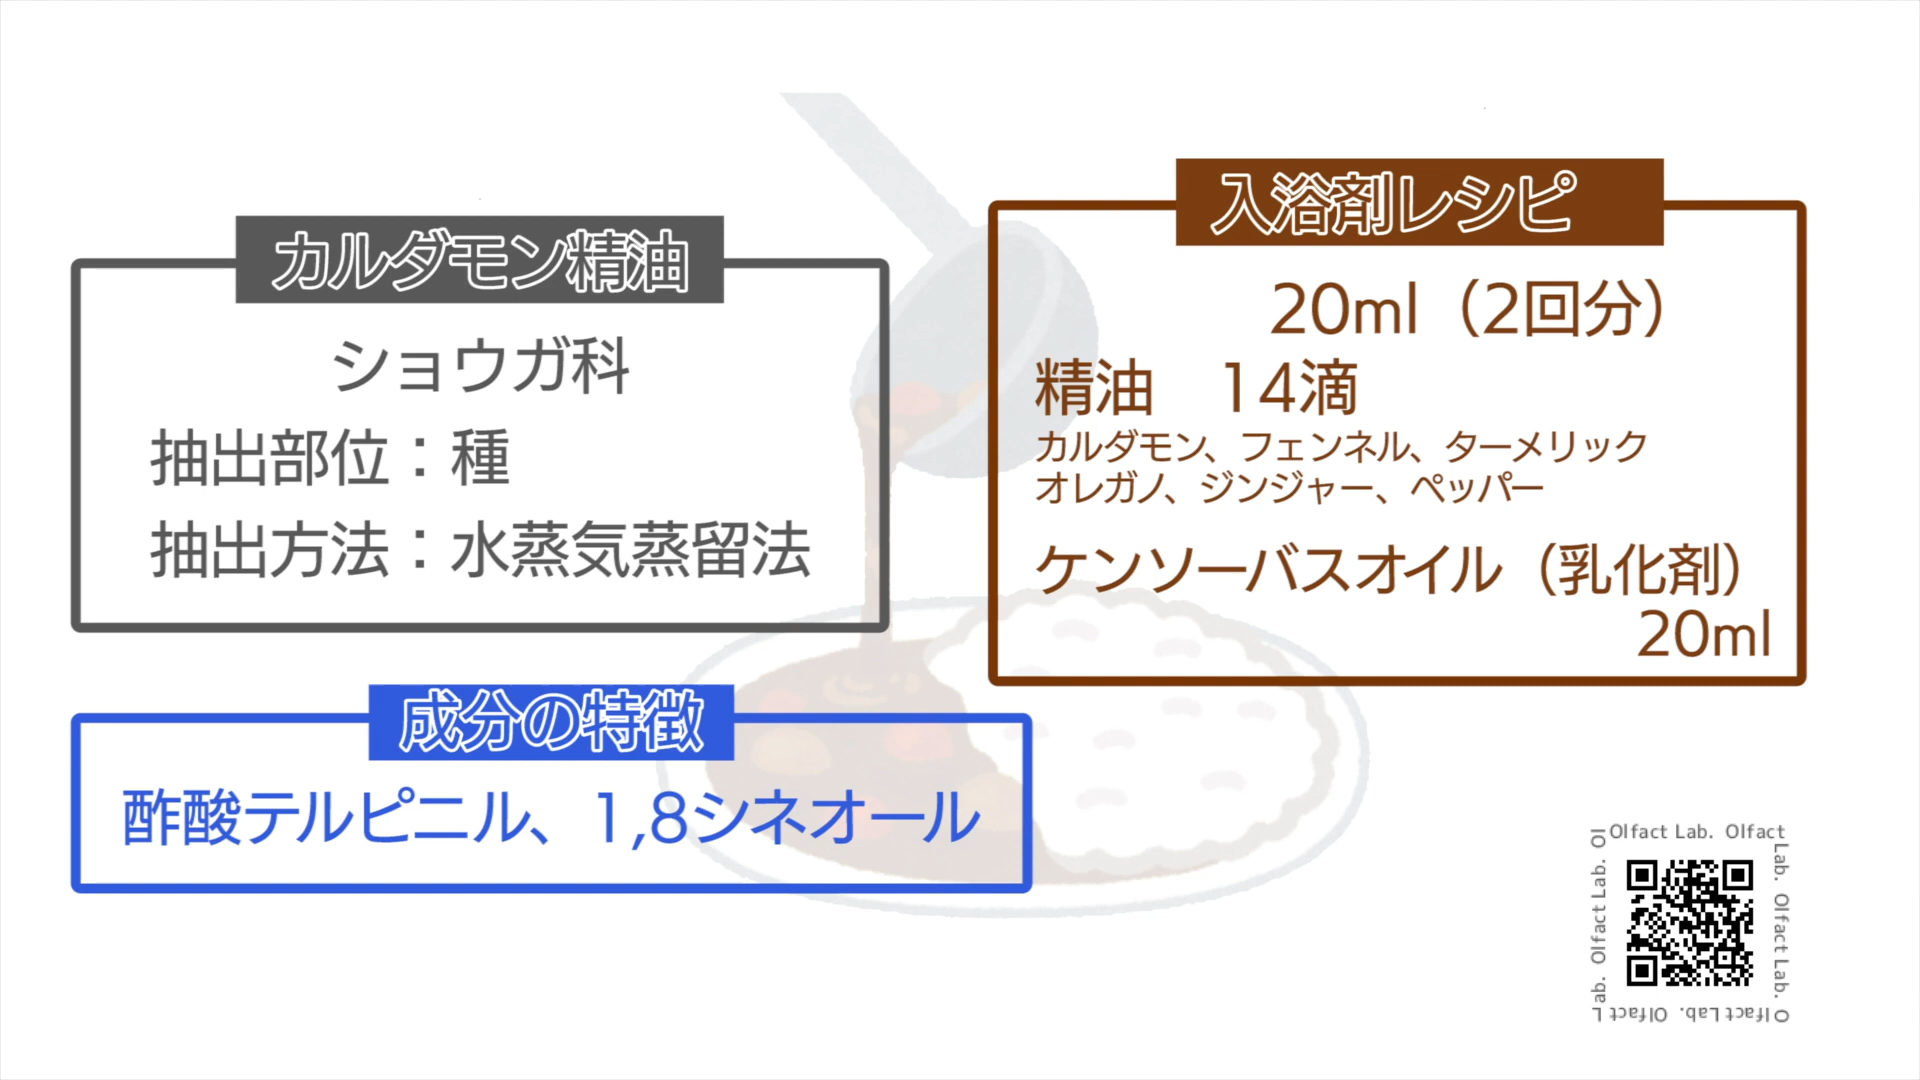 カルダモン精油
ショウガ科
抽出部位：種
抽出方法：水蒸気蒸留法
成分の特徴
酢酸テルピニル、1,8シネオール
入浴剤レシピ
20ml（2回分）
精油　14滴
カルダモン、フェンネル、ターメリック
オレガノ、ジンジャー、ペッパー
ケンソーバスオイル（乳化剤）
20ml
Olfact Lab. Olfact Lab. Olfact Lab. Olfact Lab. Olfact Lab. Olfact Lab. Ol